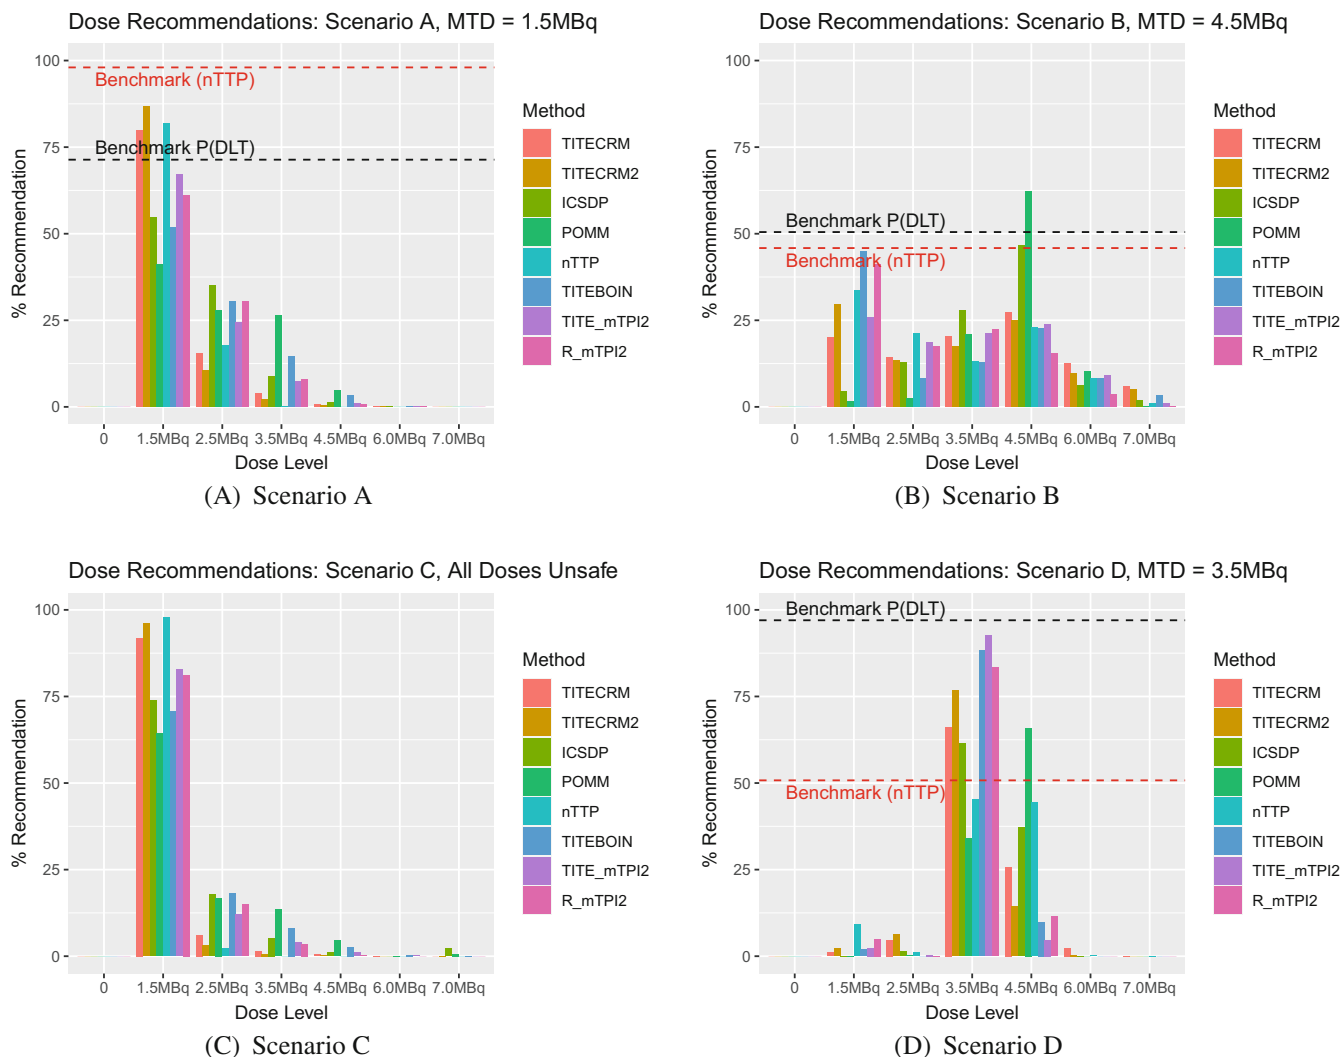 Dose Recommendations: Scenario A, MTD = 1.5MBq
% Recommendation
100
75
50
25
0
Benchmark (nTTP)
Benchmark P(DLT)
0 1.5MBq 2.5MBq 3.5MBq 4.5MBq 6.0MBq 7.0MBq
Dose Level
Method
TITECRM
TITECRM2
ICSDP
POMM
nTTP
TITEBOIN
TITE_mTPI2
R_mTPI2
(A) Scenario A
Dose Recommendations: Scenario B, MTD = 4.5MBq
% Recommendation
100
75
50
25
0
Benchmark P(DLT)
Benchmark (nTTP)
0 1.5MBq 2.5MBq 3.5MBq 4.5MBq 6.0MBq 7.0MBq
Dose Level
Method
TITECRM
TITECRM2
ICSDP
POMM
nTTP
TITEBOIN
TITE_mTPI2
R_mTPI2
(B) Scenario B
Dose Recommendations: Scenario C, All Doses Unsafe
% Recommendation
100
75
50
25
0
0 1.5MBq 2.5MBq 3.5MBq 4.5MBq 6.0MBq 7.0MBq
Dose Level
Method
TITECRM
TITECRM2
ICSDP
POMM
nTTP
TITEBOIN
TITE_mTPI2
R_mTPI2
(C) Scenario C
Dose Recommendations: Scenario D, MTD = 3.5MBq
% Recommendation
100
75
50
25
0
Benchmark P(DLT)
Benchmark (nTTP)
0 1.5MBq 2.5MBq 3.5MBq 4.5MBq 6.0MBq 7.0MBq
Dose Level
Method
TITECRM
TITECRM2
ICSDP
POMM
nTTP
TITEBOIN
TITE_mTPI2
R_mTPI2
(D) Scenario D